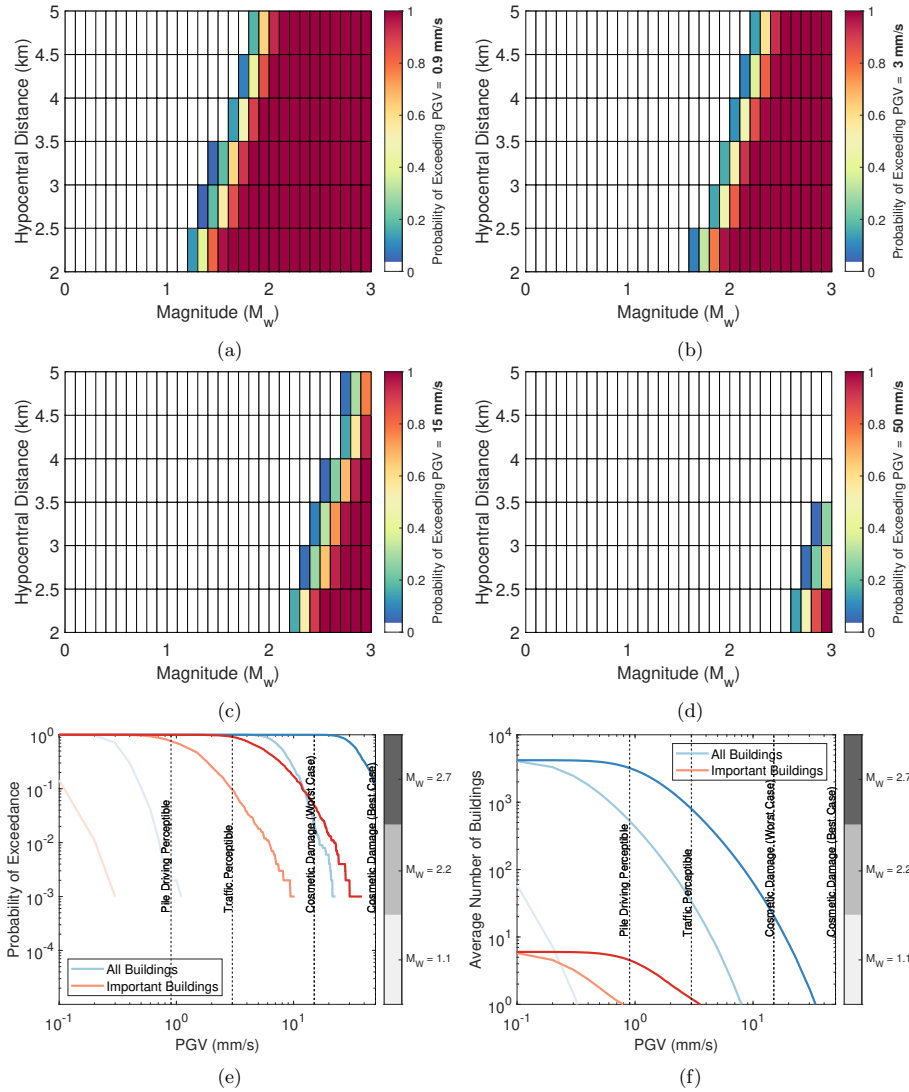 5
4.5
4
3.5
3
2.5
2
Hypocentral Distance (km)
0
1
2
3
Magnitude (M_w)
1
0.8
0.6
0.4
0.2
0
Probability of Exceeding PGV = 0.9 mm/s
(a)
5
4.5
4
3.5
3
2.5
2
Hypocentral Distance (km)
0
1
2
3
Magnitude (M_w)
1
0.8
0.6
0.4
0.2
0
Probability of Exceeding PGV = 3 mm/s
(b)
5
4.5
4
3.5
3
2.5
2
Hypocentral Distance (km)
0
1
2
3
Magnitude (M_w)
1
0.8
0.6
0.4
0.2
0
Probability of Exceeding PGV = 15 mm/s
(c)
5
4.5
4
3.5
3
2.5
2
Hypocentral Distance (km)
0
1
2
3
Magnitude (M_w)
1
0.8
0.6
0.4
0.2
0
Probability of Exceeding PGV = 50 mm/s
(d)
10^0
10^-1
10^-2
10^-3
10^-4
Probability of Exceedance
Pile Driving Perceptible
Traffic Perceptible
Cosmetic Damage (Worst Case)
Cosmetic Damage (Best Case)
All Buildings
Important Buildings
10^-1
10^0
10^1
PGV (mm/s)
M_W = 2.7
M_W = 2.2
M_W = 1.1
(e)
10^4
10^3
10^2
10^1
10^0
Average Number of Buildings
All Buildings
Important Buildings
Pile Driving Perceptible
Traffic Perceptible
Cosmetic Damage (Worst Case)
Cosmetic Damage (Best Case)
10^-1
10^0
10^1
PGV (mm/s)
M_W = 2.7
M_W = 2.2
M_W = 1.1
(f)